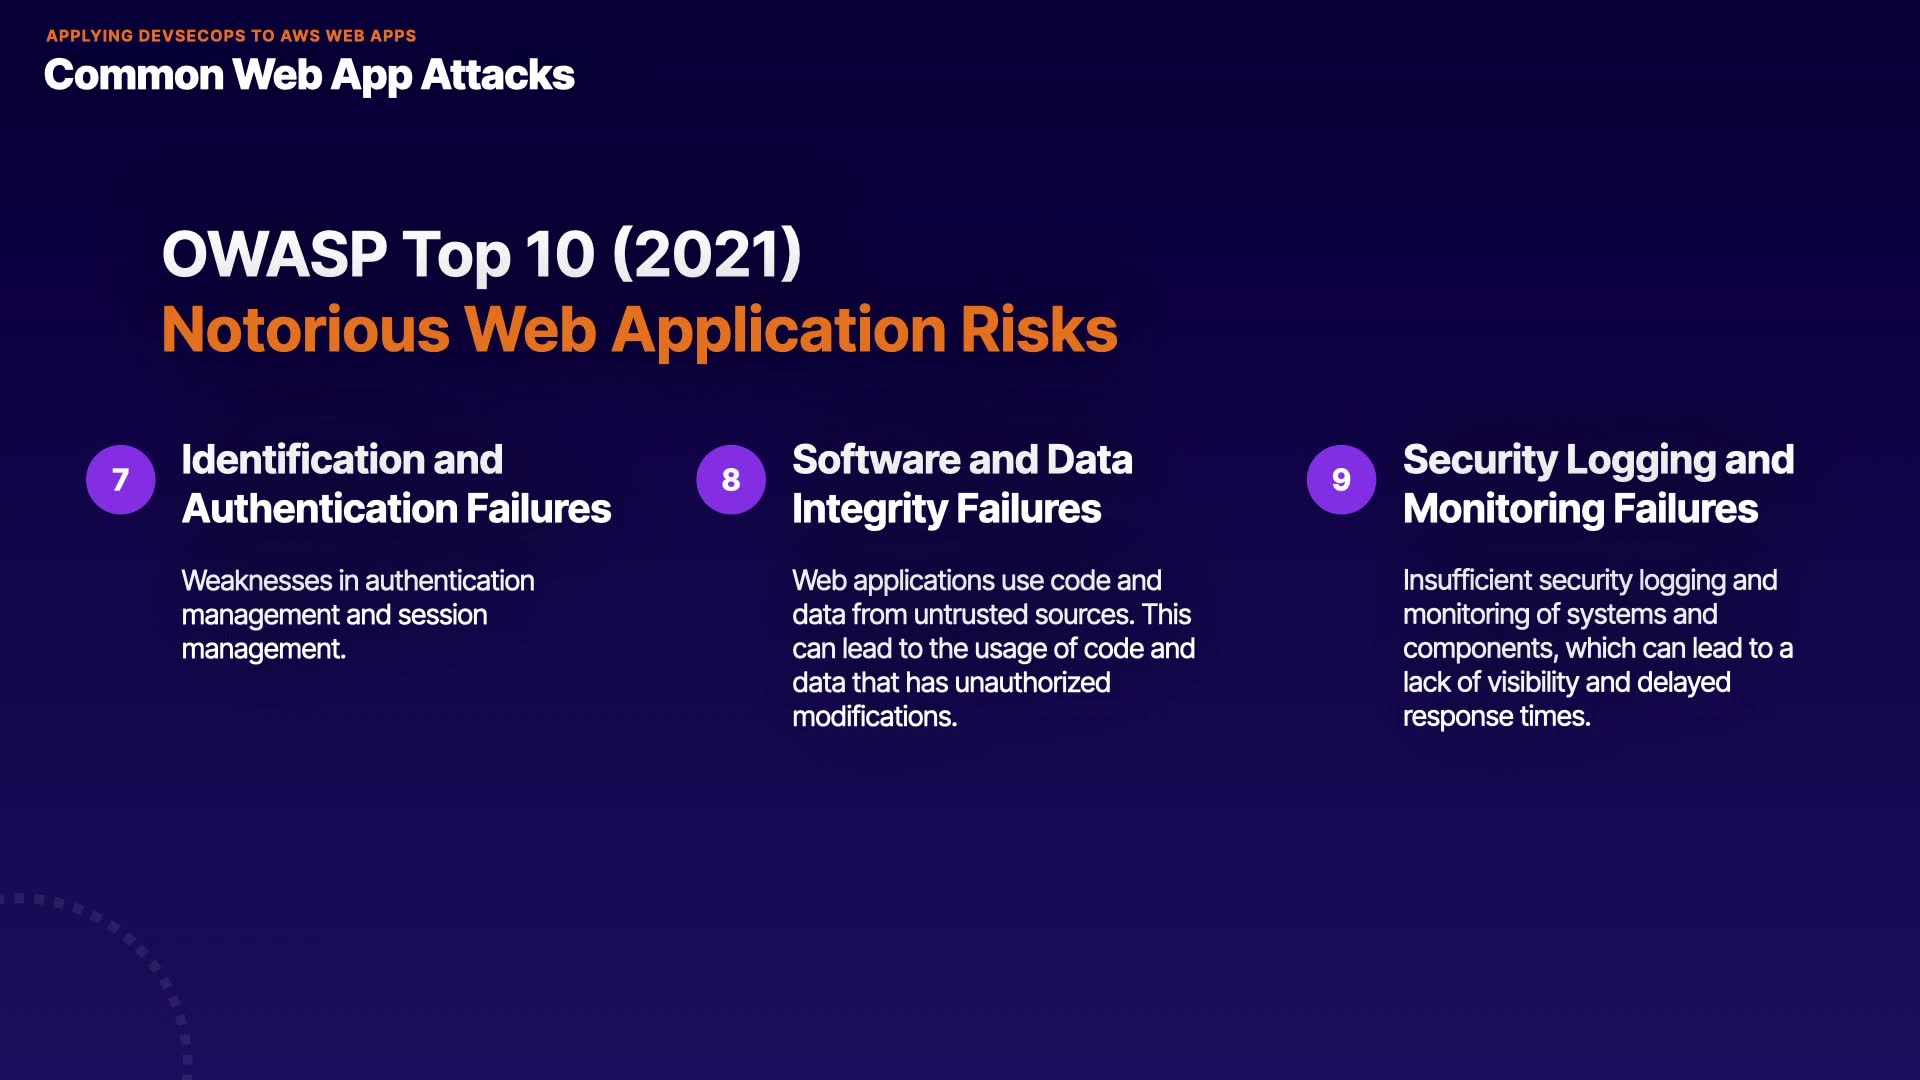 APPLYING DEVSECOPS TO AWS WEB APPS
Common Web App Attacks
OWASP Top 10 (2021)
Notorious Web Application Risks
7
Identification and
Authentication Failures
Weaknesses in authentication
management and session
management.
8
Software and Data
Integrity Failures
Web applications use code and
data from untrusted sources. This
can lead to the usage of code and
data that has unauthorized
modifications.
9
Security Logging and
Monitoring Failures
Insufficient security logging and
monitoring of systems and
components, which can lead to a
lack of visibility and delayed
response times.